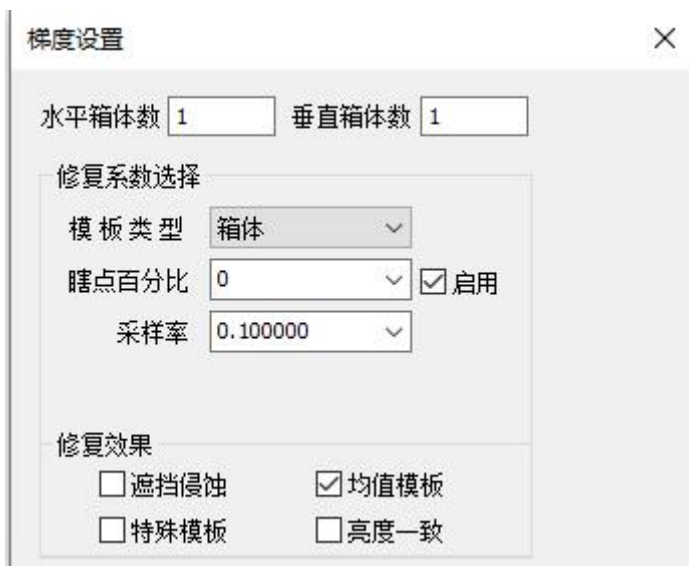 梯度设置
水平箱体数 1 垂直箱体数 1
修复系数选择
模板类型 箱体
瞎点百分比 0 启用
采样率 0.100000
修复效果
遮挡侵蚀 均值模板
特殊模板 亮度一致